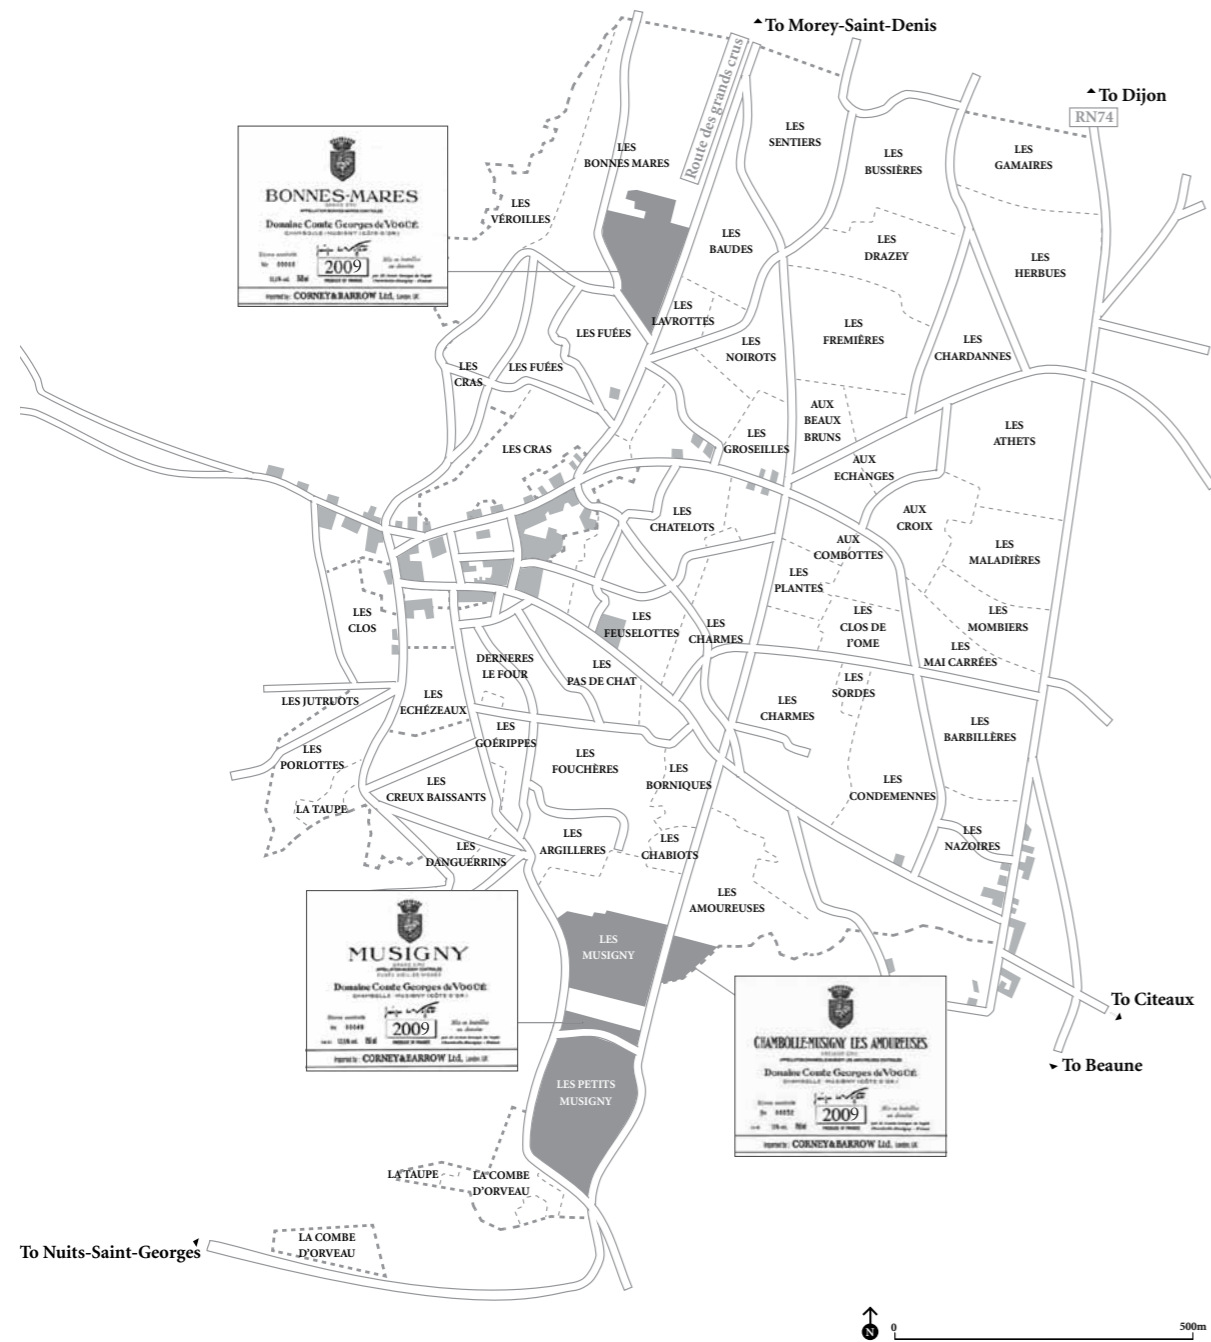 To Morey-Saint-Denis
Route des grands crus
To Dijon
RN74
LES
SENTIERS
LES
BONNES MARES
LES
BUSSIÈRES
LES
GAMAIRES
BONNES-MARES
Domaine Comte Georges de VOGÜÉ
2009
CORNEY & BARROW Ltd, London UK
LES
VÉROILLES
LES
BAUDES
LES
DRAZEY
LES
HERBUES
LES
LAVROTTES
LES FUÉES
LES
FREMIÈRES
LES
NOIROTS
LES
CHARDANNES
LES
CRAS
LES FUÉES
AUX
BEAUX
BRUNS
LES
GROSEILLES
LES
ATHETS
LES CRAS
AUX
ECHANGES
LES
CHATELOTS
AUX
CROIX
AUX
COMBOTTES
LES
MALADIÈRES
LES
PLANTES
LES
CLOS
LES
FEUSELOTTES
LES
CHARMES
LES
CLOS DE
l'OME
LES
MOMBIERS
LES
MAI CARRÉES
DERNERES
LE FOUR
LES
PAS DE CHAT
LES
SORDES
LES JUTRUOTS
LES
ECHÉZEAUX
LES
CHARMES
LES
BARBILLÈRES
LES
GOÉRIPPES
LES
PORLOTTES
LES
FOUCHÈRES
LES
BORNIQUES
LES
CREUX BAISSANTS
LES
CONDEMENNES
LA TAUPE
LES
ARGILLERES
LES
CHABIOTS
LES
NAZOIRES
LES
DANGUERRINS
LES
AMOUREUSES
LES
MUSIGNY
MUSIGNY
Domaine Comte Georges de VOGÜÉ
2009
CORNEY & BARROW Ltd, London UK
CHAMBOLLE-MUSIGNY LES AMOUREUSES
Domaine Comte Georges de VOGÜÉ
2009
CORNEY & BARROW Ltd, London UK
To Citeaux
To Beaune
LES PETITS
MUSIGNY
LA TAUPE
LA COMBE
D'ORVEAU
LA COMBE
D'ORVEAU
To Nuits-Saint-Georges
N
0
500m